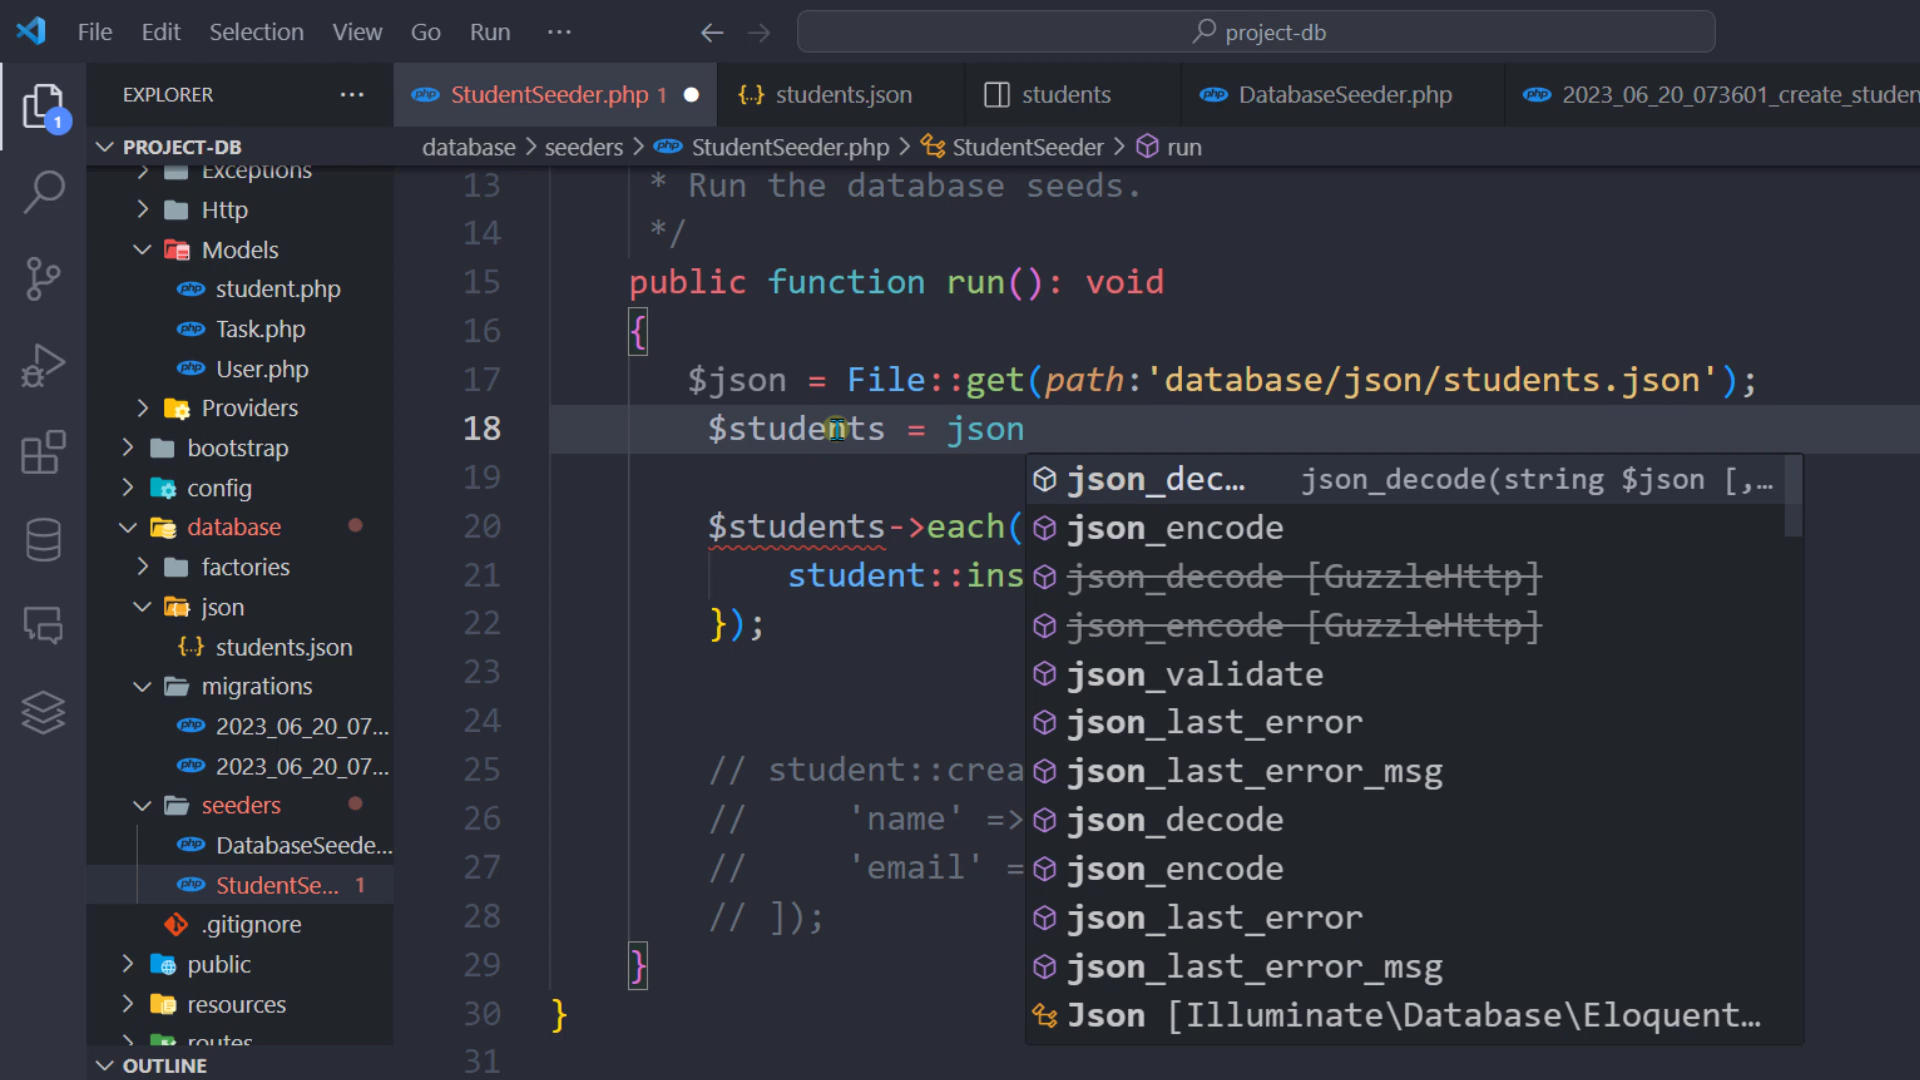 File Edit Selection View Go Run ··· project-db
EXPLORER ···
StudentSeeder.php 1
students.json
students
DatabaseSeeder.php
2023_06_20_073601_create_studen
PROJECT-DB
database > seeders > StudentSeeder.php > StudentSeeder > run
Exceptions
Http
Models
student.php
Task.php
User.php
Providers
bootstrap
config
database
factories
json
students.json
migrations
2023_06_20_07...
2023_06_20_07...
seeders
DatabaseSeede...
StudentSe... 1
.gitignore
public
resources
routes
OUTLINE
1
13 * Run the database seeds.
14 */
15 public function run(): void
16 {
17 $json = File::get(path:'database/json/students.json');
18 $students = json
19
20 $students->each(
21 student::ins
22 });
23
24
25 // student::crea
26 // 'name' =>
27 // 'email' =
28 // ]);
29 }
30 }
31
json_dec... json_decode(string $json [,…
json_encode
json_decode [GuzzleHttp]
json_encode [GuzzleHttp]
json_validate
json_last_error
json_last_error_msg
json_decode
json_encode
json_last_error
json_last_error_msg
Json [Illuminate\Database\Eloquent…